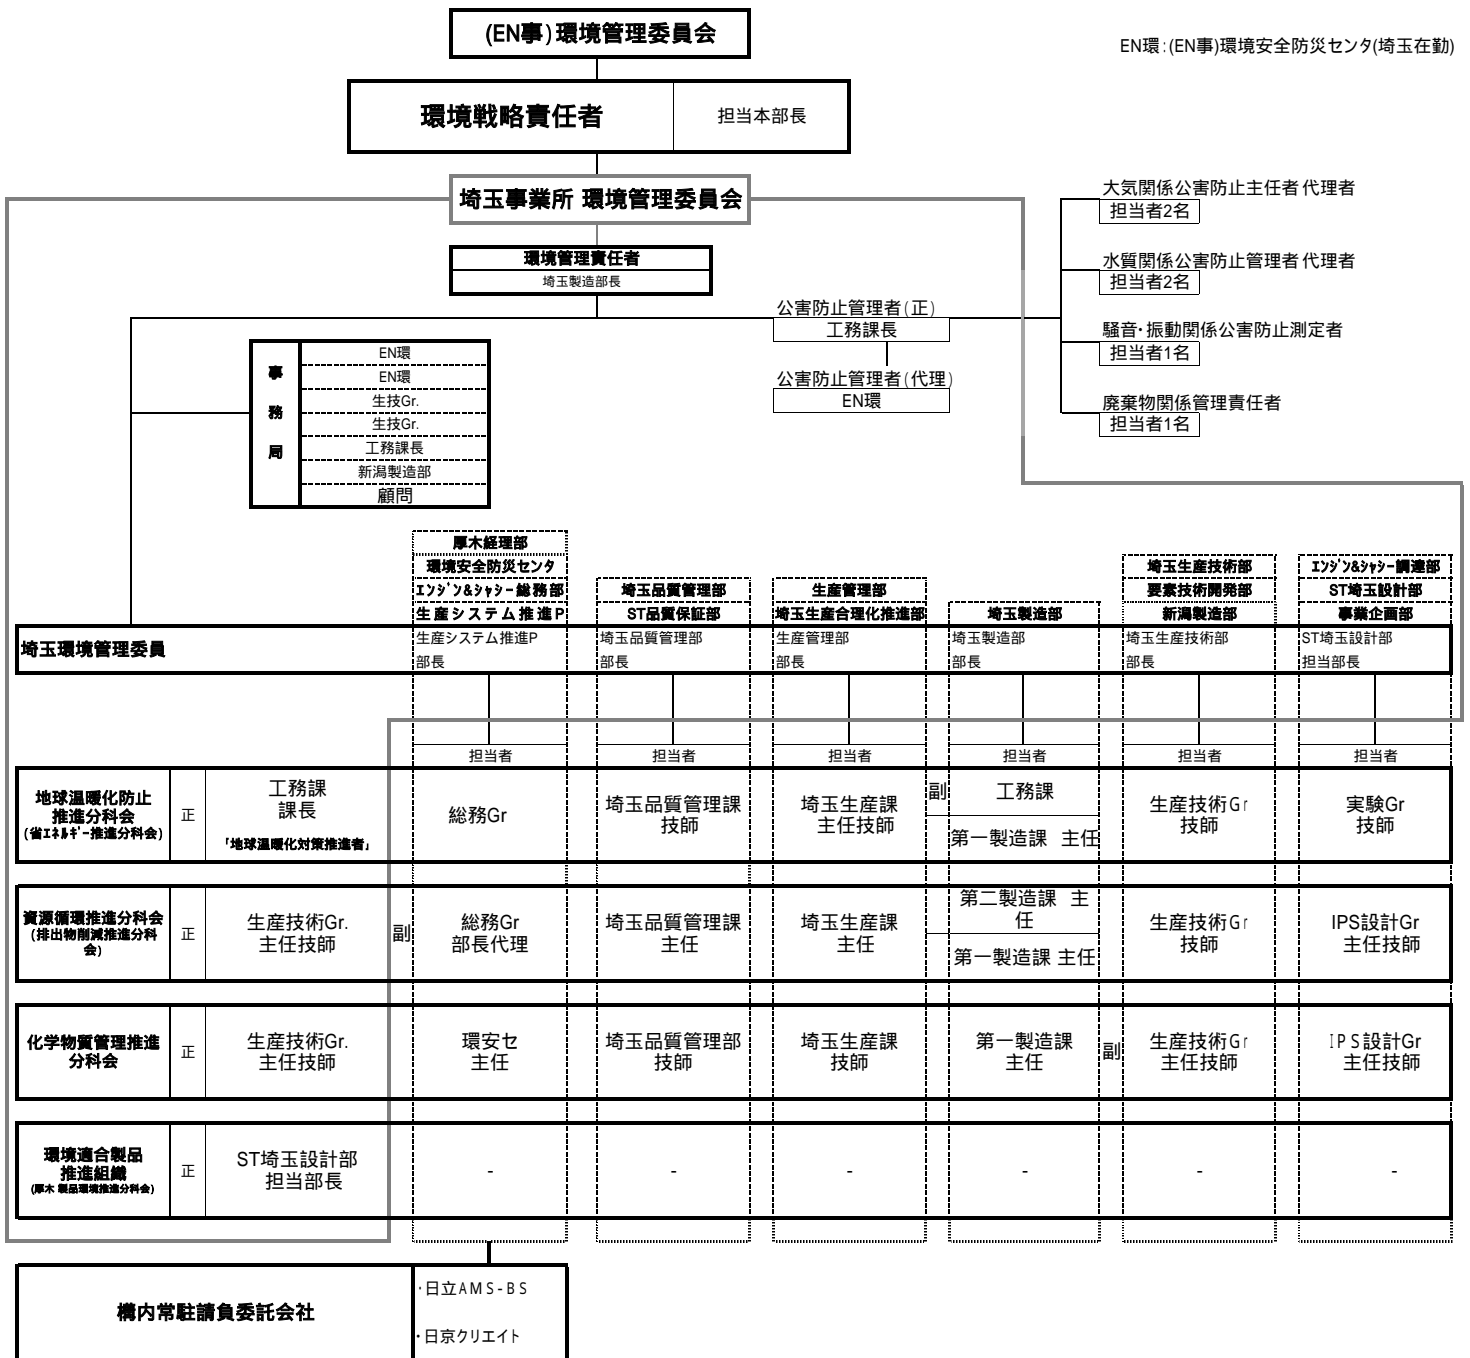 (EN事)環境管理委員会
EN環:(EN事)環境安全防災センタ(埼玉在勤)
環境戦略責任者
担当本部長
埼玉事業所 環境管理委員会
環境管理責任者
埼玉製造部長
大気関係公害防止主任者 代理者
担当者2名
水質関係公害防止管理者 代理者
担当者2名
騒音・振動関係公害防止測定者
担当者1名
廃棄物関係管理責任者
担当者1名
公害防止管理者(正)
工務課長
公害防止管理者(代理)
EN環
事
務
局
EN環
EN環
生技Gr.
生技Gr.
工務課長
新潟製造部
顧問
厚木経理部
環境安全防災センタ
エンジン&シャシー総務部
生産システム推進P
埼玉品質管理部
ST品質保証部
生産管理部
埼玉生産合理化推進部
埼玉製造部
埼玉生産技術部
要素技術開発部
新潟製造部
エンジン&シャシー調達部
ST埼玉設計部
事業企画部
埼玉環境管理委員
生産システム推進P
部長
埼玉品質管理部
部長
生産管理部
部長
埼玉製造部
部長
埼玉生産技術部
部長
ST埼玉設計部
担当部長
担当者
担当者
担当者
担当者
担当者
担当者
地球温暖化防止
推進分科会
(省エネルギー推進分科会)
正
工務課
課長
「地球温暖化対策推進者」
総務Gr
埼玉品質管理課
技師
埼玉生産課
主任技師
副
工務課
第一製造課 主任
生産技術Gr
技師
実験Gr
技師
資源循環推進分科会
(排出物削減推進分科
会)
正
生産技術Gr.
主任技師
副
総務Gr
部長代理
埼玉品質管理課
主任
埼玉生産課
主任
第二製造課 主
任
第一製造課 主任
生産技術Gr
技師
IPS設計Gr
主任技師
化学物質管理推進
分科会
正
生産技術Gr.
主任技師
環安セ
主任
埼玉品質管理部
技師
埼玉生産課
技師
第一製造課
主任
副
生産技術Gr
主任技師
IPS設計Gr
主任技師
環境適合製品
推進組織
(厚木 製品環境推進分科会)
正
ST埼玉設計部
担当部長
-
-
-
-
-
-
構内常駐請負委託会社
・日立AMS-BS
・日京クリエイト